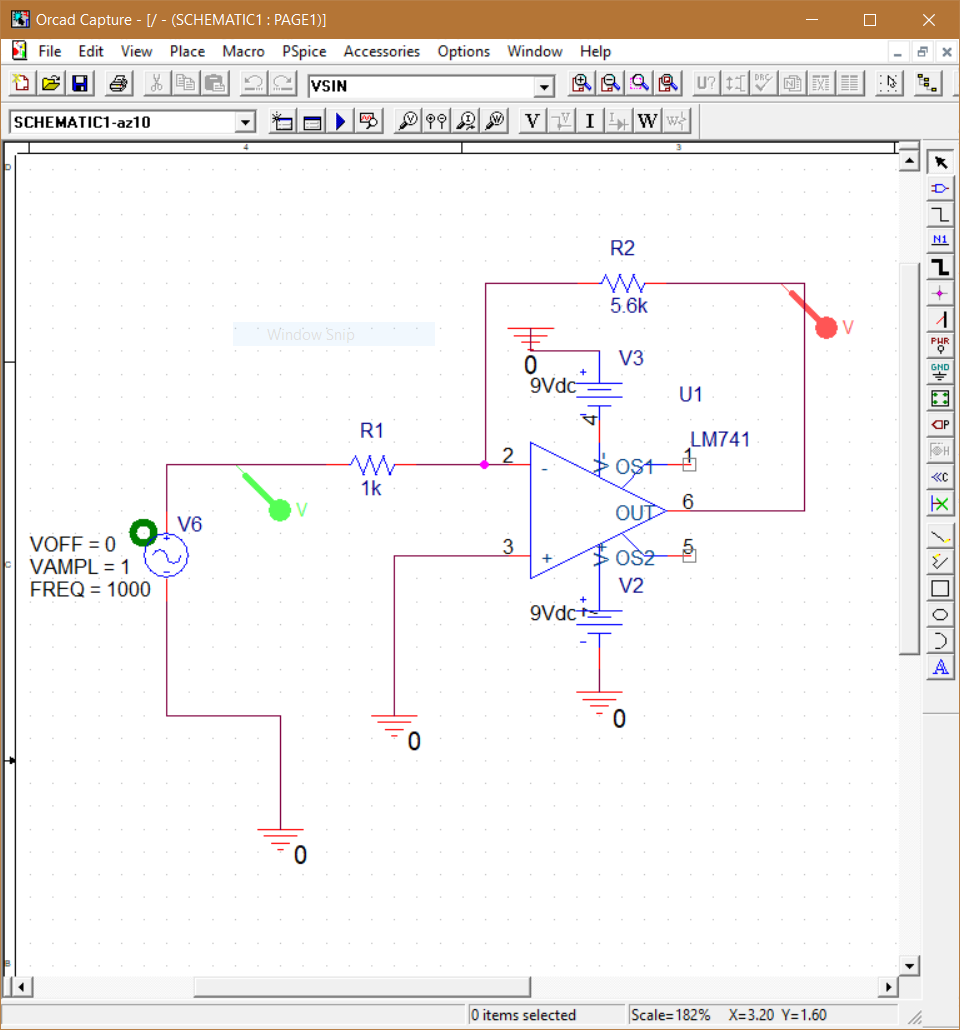 Orcad Capture - [/ - (SCHEMATIC1 : PAGE1)]
File Edit View Place Macro PSpice Accessories Options Window Help
VSIN
U?
DRC
SCHEMATIC1-az10
V V I I W W
4 3
D
C
B
Window Snip
R2
5.6k
V
0
V3
9Vdc
+
-
4
U1
LM741
R1
1k
2
-
V-
OS1
1
V
OUT
6
3
+
V+
OS2
5
V6
+
-
VOFF = 0
VAMPL = 1
FREQ = 1000
V2
9Vdc
7
+
-
0
0
0
N1
PWR
GND
P
H
C
A
0 items selected
Scale=182% X=3.20 Y=1.60